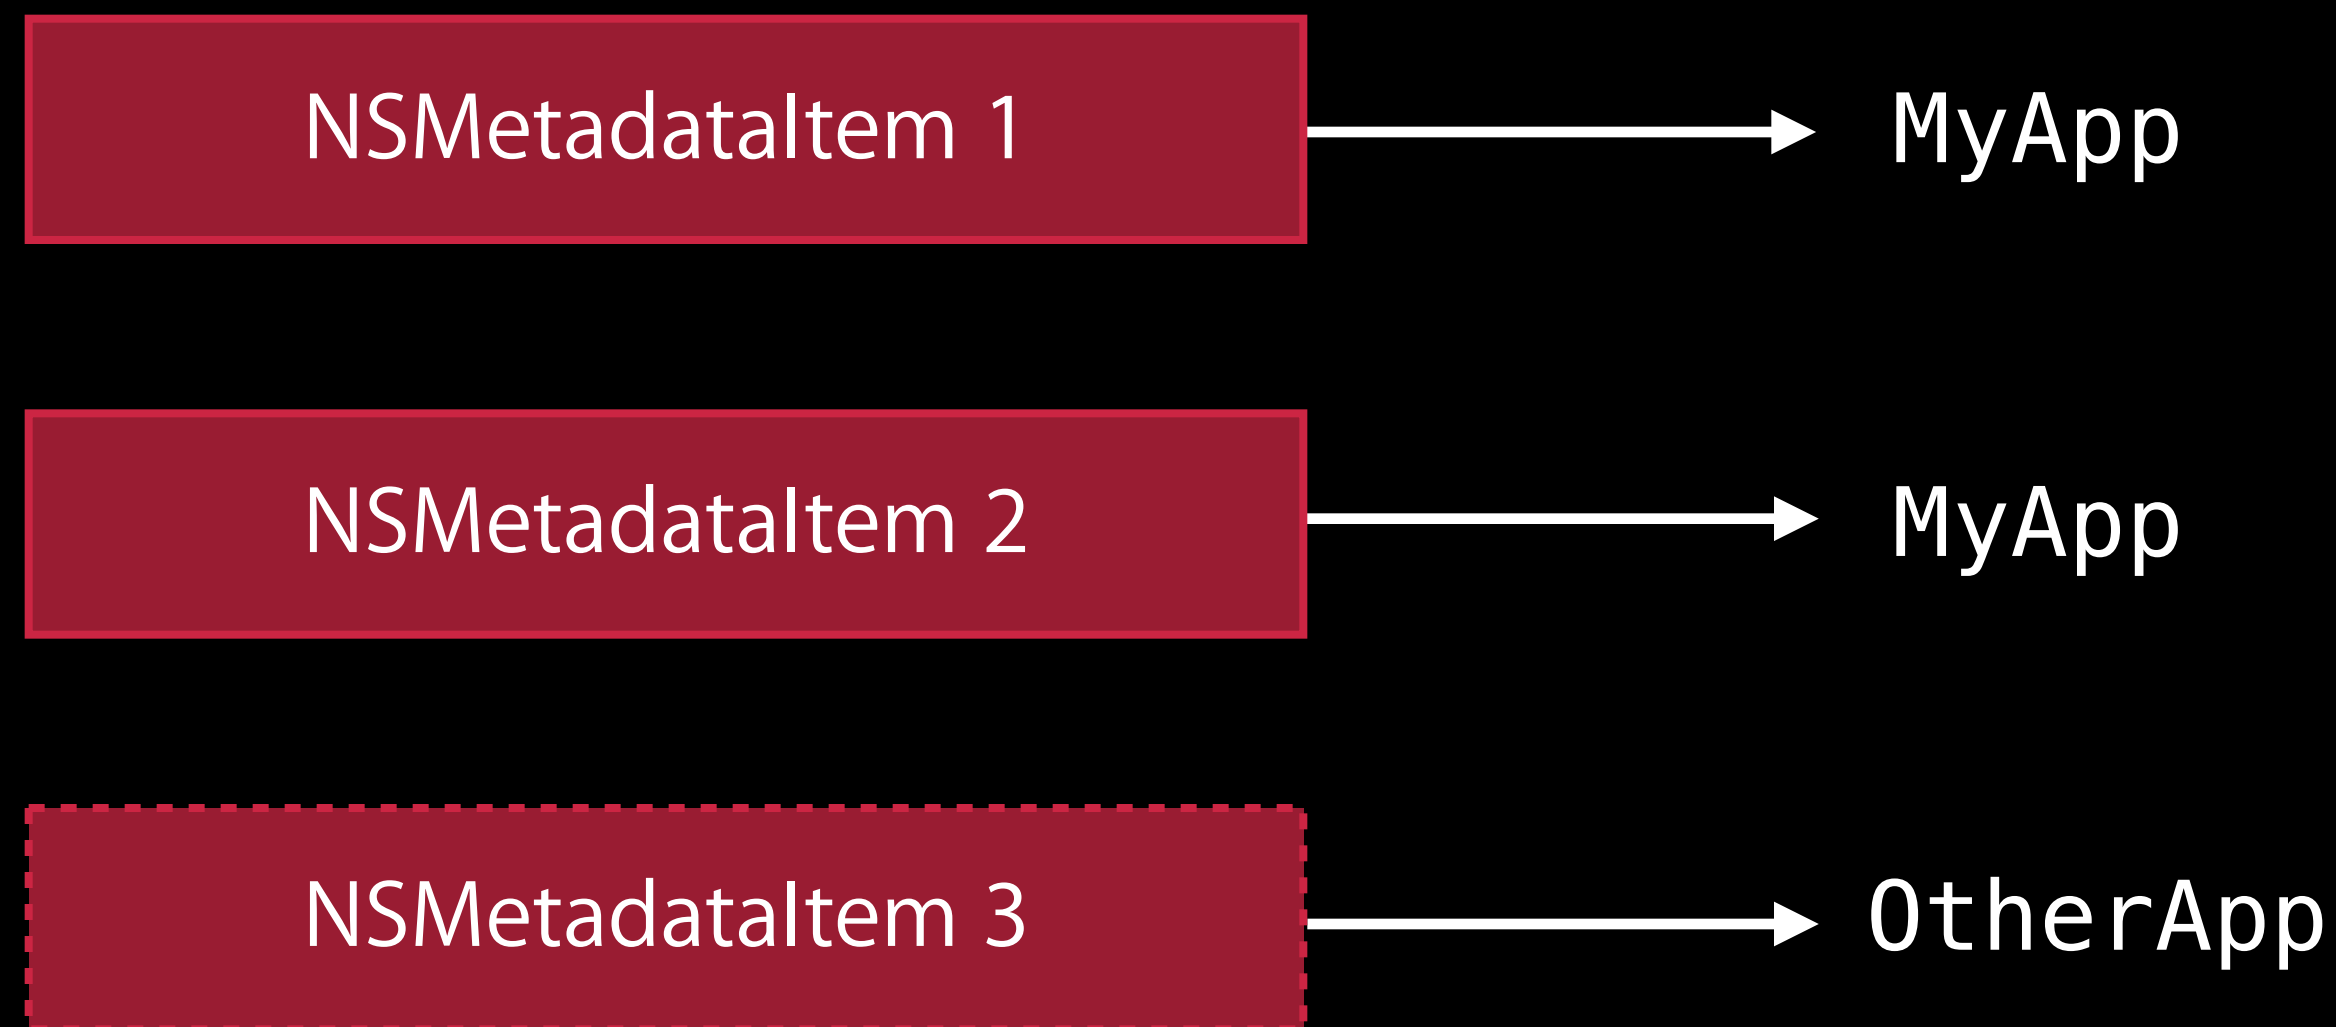 NSMetadataItem 1
MyApp
NSMetadataItem 2
MyApp
NSMetadataItem 3
OtherApp